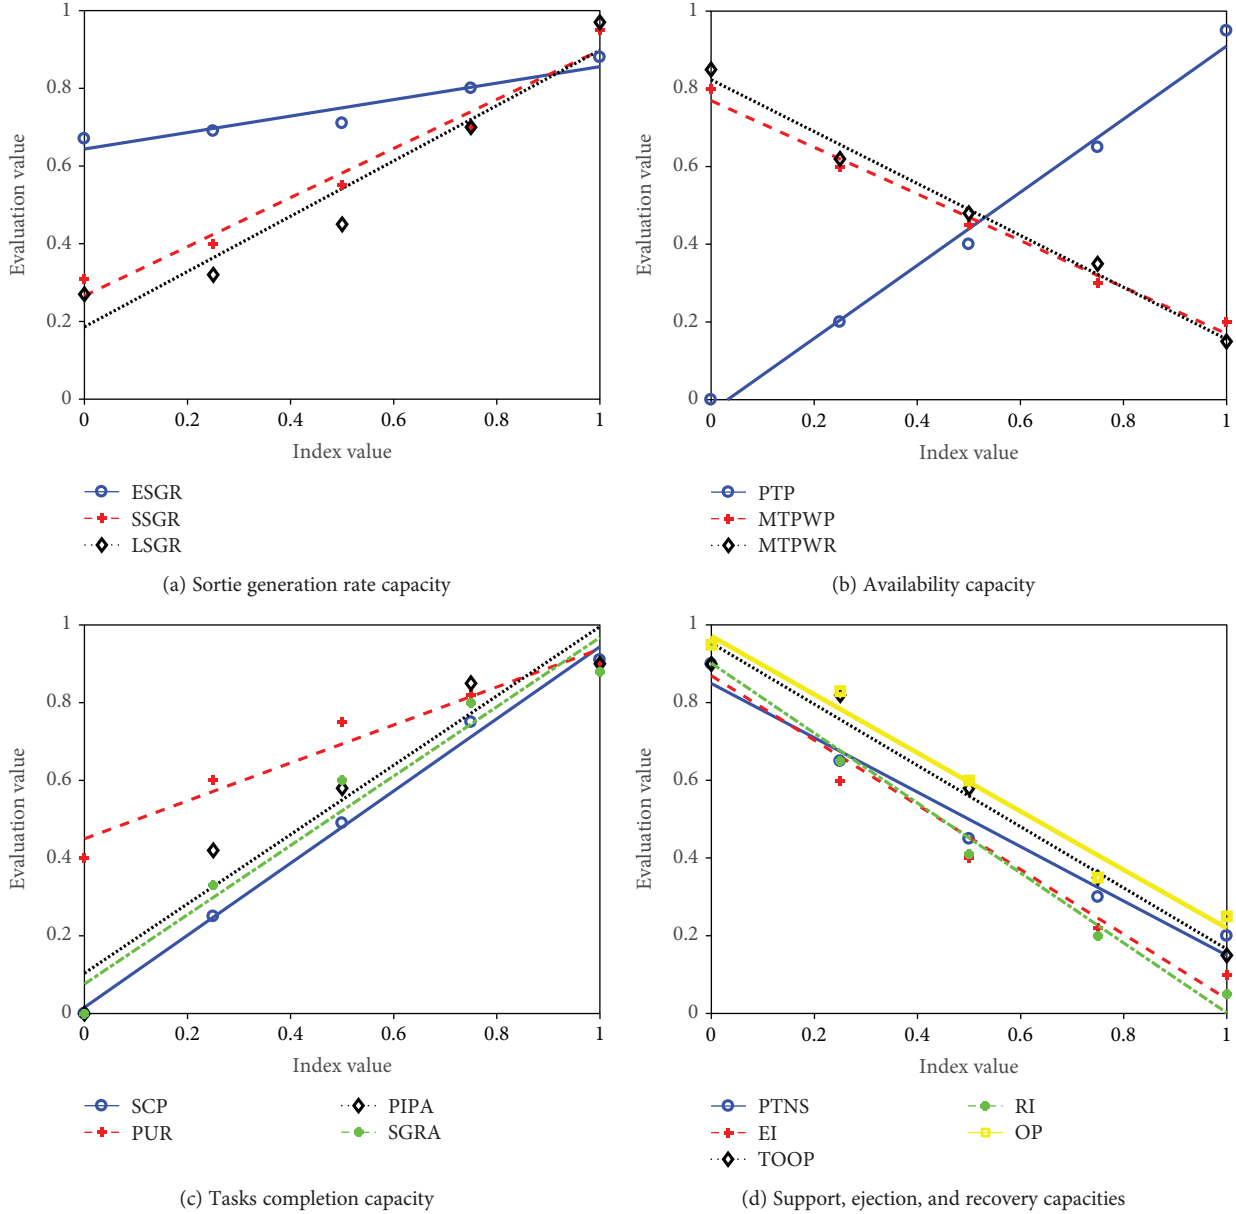 1
0.8
0.6
0.4
0.2
0
Evaluation value
0
0.2
0.4
0.6
0.8
1
Index value
ESGR
SSGR
LSGR
(a) Sortie generation rate capacity
1
0.8
0.6
0.4
0.2
0
Evaluation value
0
0.2
0.4
0.6
0.8
1
Index value
PTP
MTPWP
MTPWR
(b) Availability capacity
1
0.8
0.6
0.4
0.2
0
Evaluation value
0
0.2
0.4
0.6
0.8
1
Index value
SCP
PUR
PIPA
SGRA
(c) Tasks completion capacity
1
0.8
0.6
0.4
0.2
0
Evaluation value
0
0.2
0.4
0.6
0.8
1
Index value
PTNS
EI
TOOP
RI
OP
(d) Support, ejection, and recovery capacities